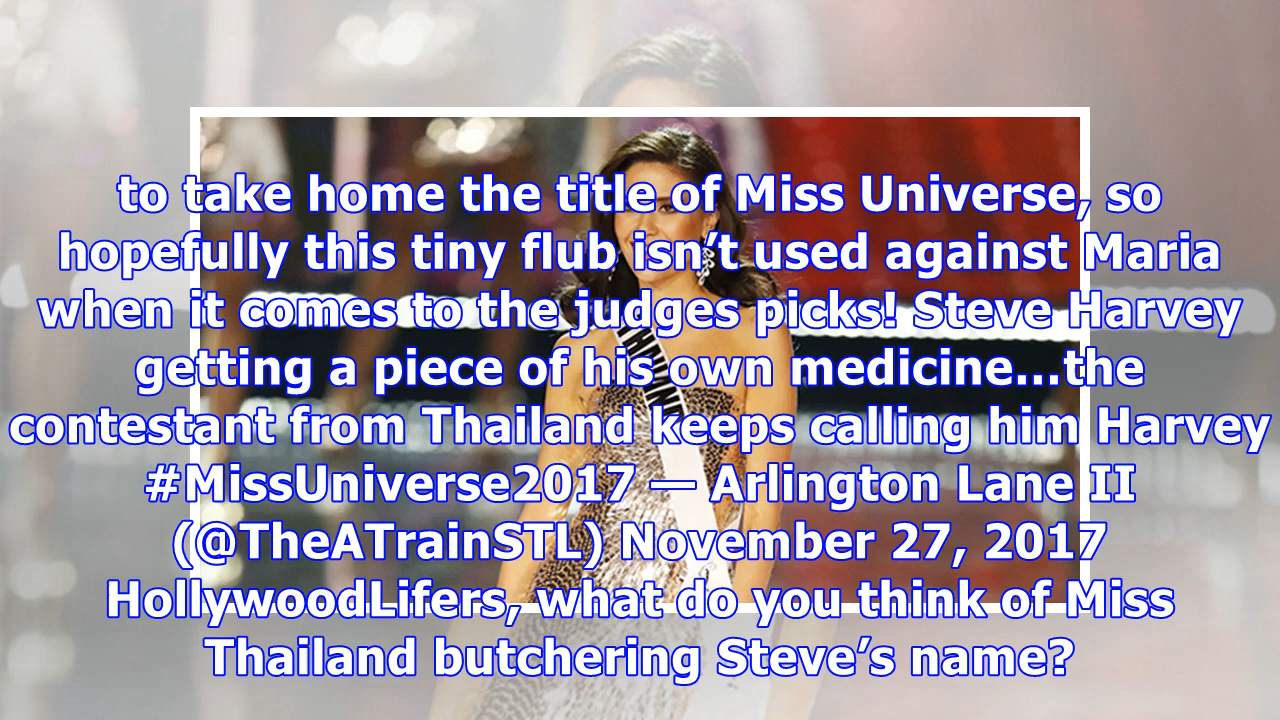 to take home the title of Miss Universe, so
hopefully this tiny flub isn’t used against Maria
when it comes to the judges picks! Steve Harvey
getting a piece of his own medicine...the
contestant from Thailand keeps calling him Harvey
#MissUniverse2017 — Arlington Lane II
(@TheATrainSTL) November 27, 2017
HollywoodLifers, what do you think of Miss
Thailand butchering Steve’s name?